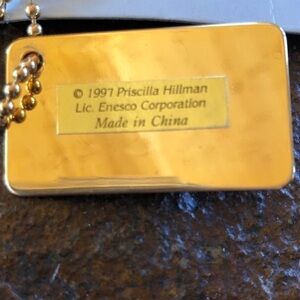 © 1997 Priscilla Hillman
Lic. Enesco Corporation
Made in China